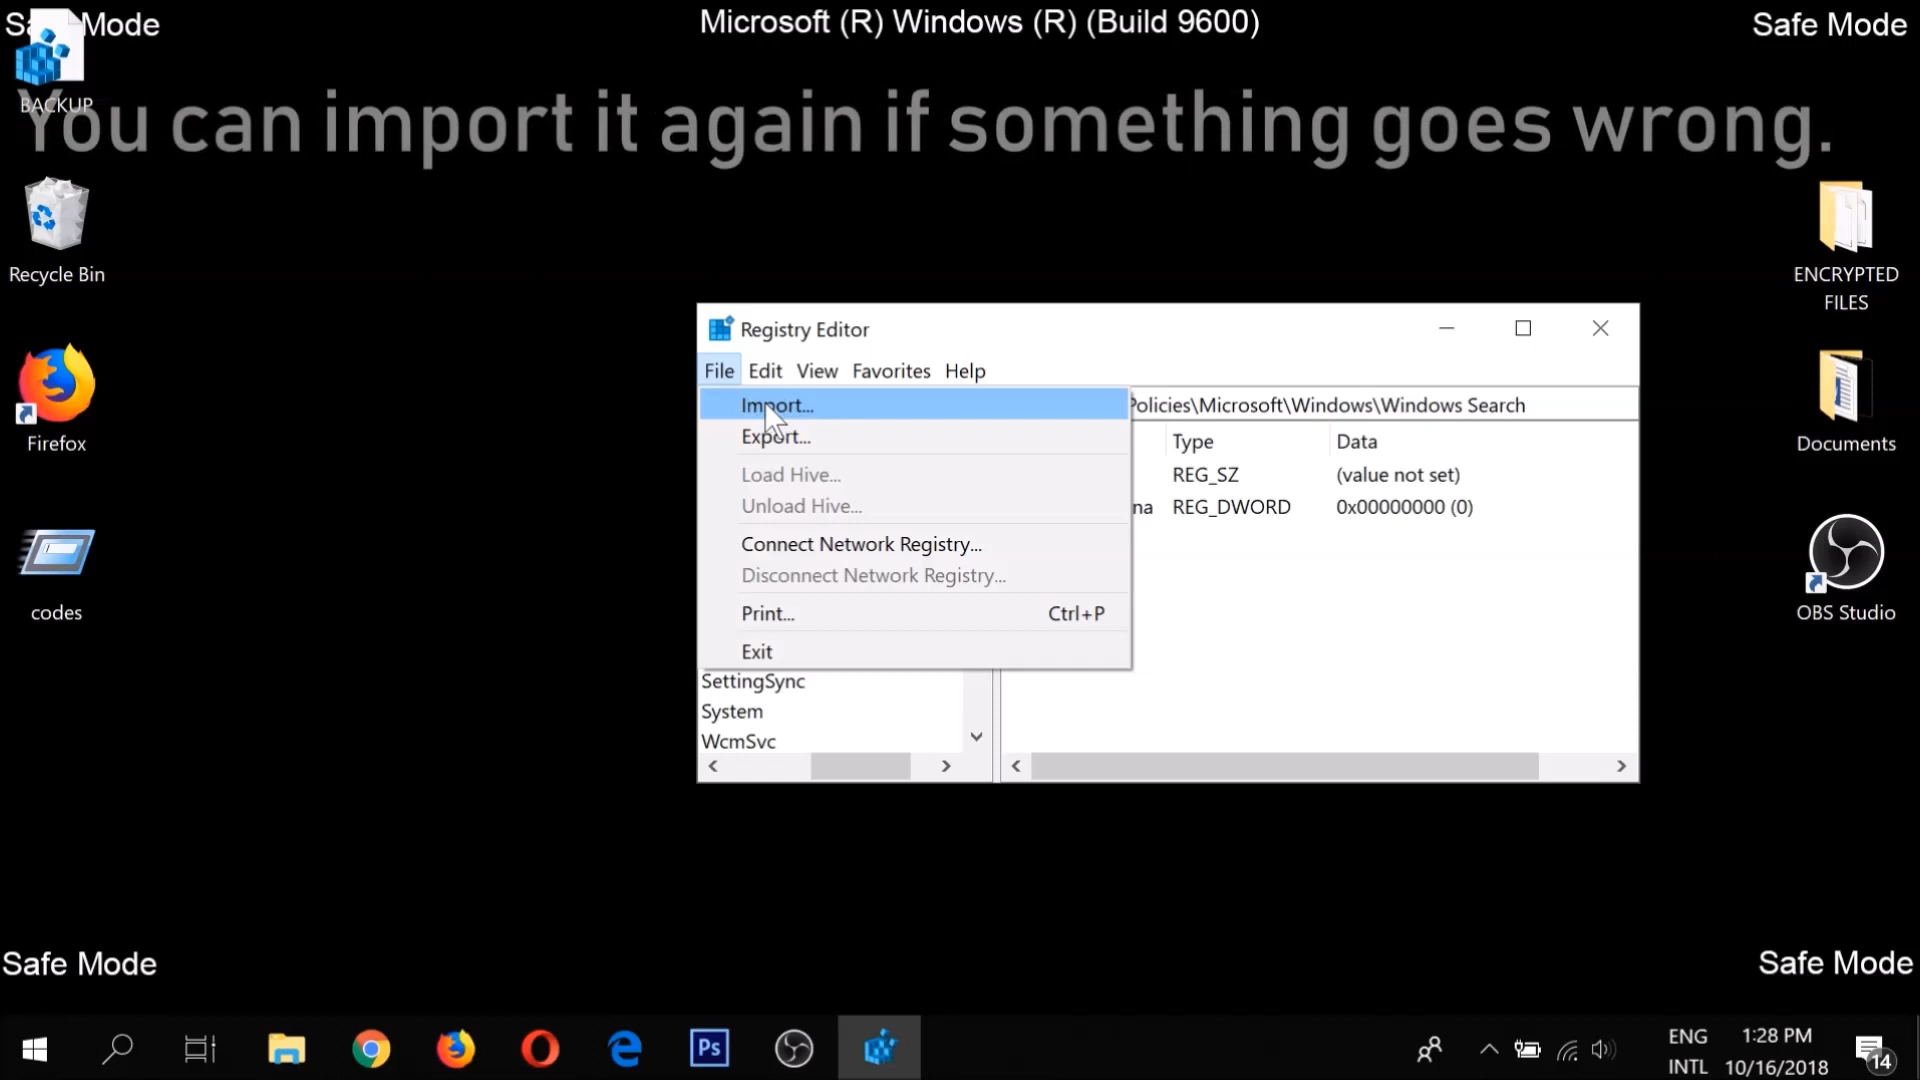 Safe Mode
Microsoft (R) Windows (R) (Build 9600)
Safe Mode
BACKUP
You can import it again if something goes wrong.
Recycle Bin
ENCRYPTED
FILES
Firefox
Documents
codes
OBS Studio
Registry Editor
File Edit View Favorites Help
Import...
Policies\Microsoft\Windows\Windows Search
Export...
Type Data
Load Hive...
REG_SZ (value not set)
Unload Hive...
na REG_DWORD 0x00000000 (0)
Connect Network Registry...
Disconnect Network Registry...
Print... Ctrl+P
Exit
SettingSync
System
WcmSvc
Safe Mode
Safe Mode
Ps
ENG
INTL
1:28 PM
10/16/2018
14